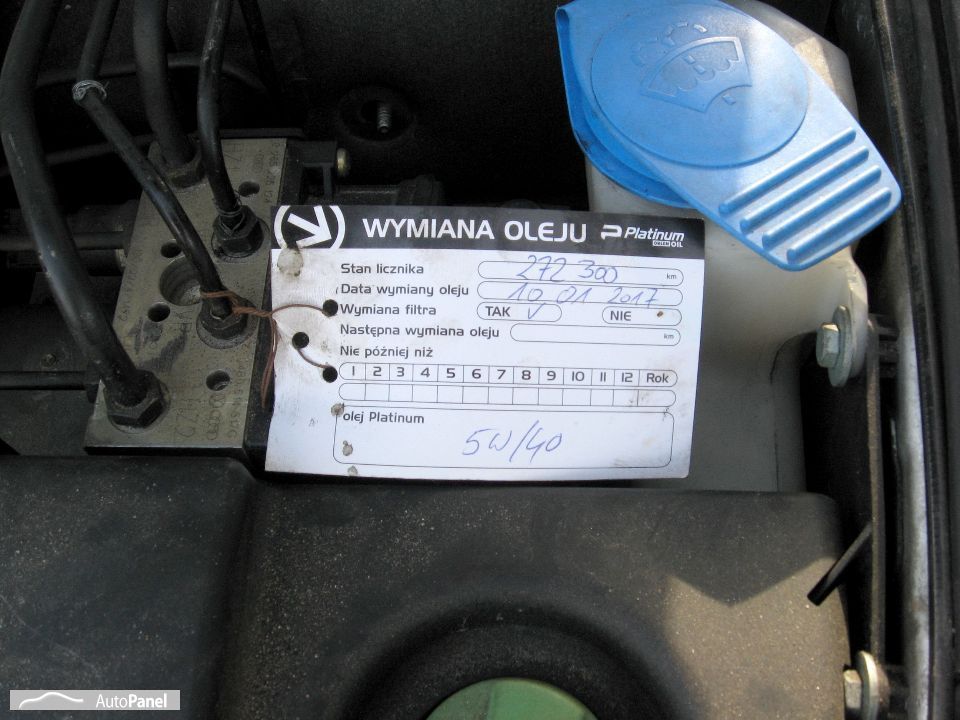 WYMIANA OLEJU Platinum
ORLEN OIL
Stan licznika 272 300 km
Data wymiany oleju 10 01 2017
Wymiana filtra TAK V NIE
Następna wymiana oleju km
Nie później niż
1 2 3 4 5 6 7 8 9 10 11 12 Rok
olej Platinum
5W/40
AutoPanel